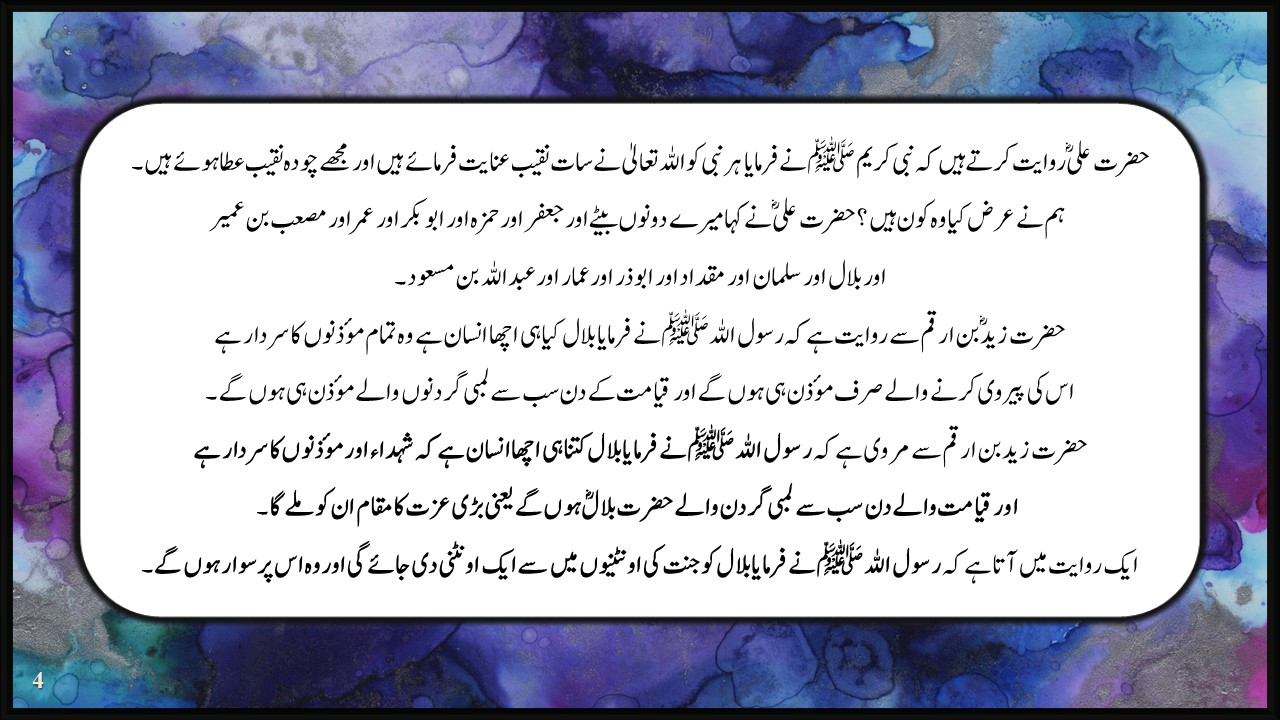 حضرت علیؓ روایت کرتے ہیں کہ نبی کریم ﷺ نے فرمایا ہر نبی کو اللہ تعالیٰ نے سات نقیب عنایت فرمائے ہیں اور مجھے چودہ نقیب عطا ہوئے ہیں۔
ہم نے عرض کیا وہ کون ہیں؟ حضرت علیؓ نے کہا میرے دونوں بیٹے اور جعفر اور حمزہ اور ابو بکر اور عمر اور مصعب بن عمیر
اور بلال اور سلمان اور مقداد اور ابوذر اور عمار اور عبد اللہ بن مسعود۔
حضرت زیدؓ بن ارقم سے روایت ہے کہ رسول اللہ ﷺ نے فرمایا بلال کیا ہی اچھا انسان ہے وہ تمام موٴذنوں کا سردار ہے
اس کی پیروی کرنے والے صرف موٴذن ہی ہوں گے اور قیامت کے دن سب سے لمبی گردنوں والے موٴذن ہی ہوں گے۔
حضرت زید بن ارقم سے مروی ہے کہ رسول اللہ ﷺ نے فرمایا بلال کتنا ہی اچھا انسان ہے کہ شہداء اور موٴذنوں کا سردار ہے
اور قیامت والے دن سب سے لمبی گردن والے حضرت بلالؓ ہوں گے یعنی بڑی عزت کا مقام ان کو ملے گا۔
ایک روایت میں آتا ہے کہ رسول اللہ ﷺ نے فرمایا بلال کو جنت کی اونٹنیوں میں سے ایک اونٹنی دی جائے گی اور وہ اس پر سوار ہوں گے۔
4